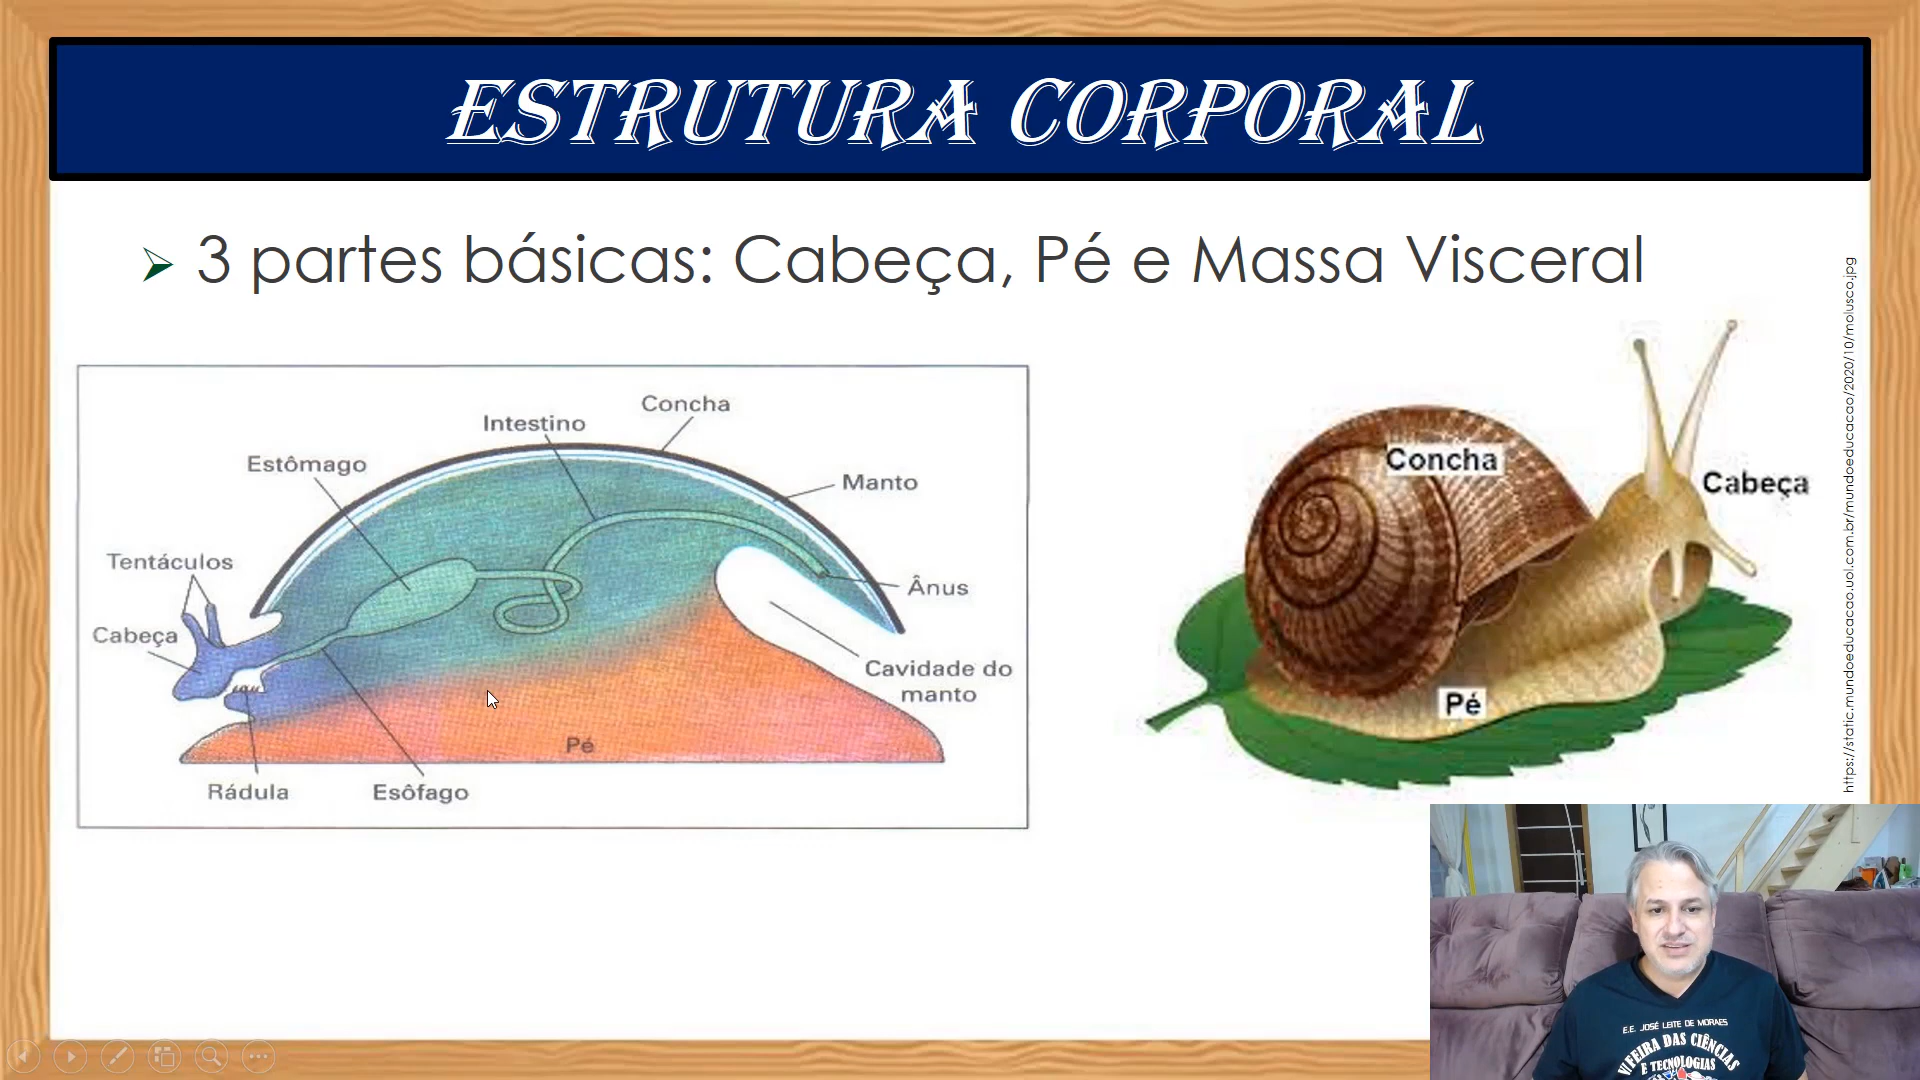 ESTRUTURA CORPORAL
3 partes básicas: Cabeça, Pé e Massa Visceral
Concha
Intestino
Estômago
Manto
Tentáculos
Ânus
Cabeça
Cavidade do
manto
Pé
Rádula
Esôfago
Concha
Cabeça
Pé
https://static.mundoeducacao.uol.com.br/mundoeducacao/2020/10/molusco.jpg
E.E. JOSÉ LEITE DE MORAES
VI FEIRA DAS CIÊNCIAS
E TECNOLOGIAS